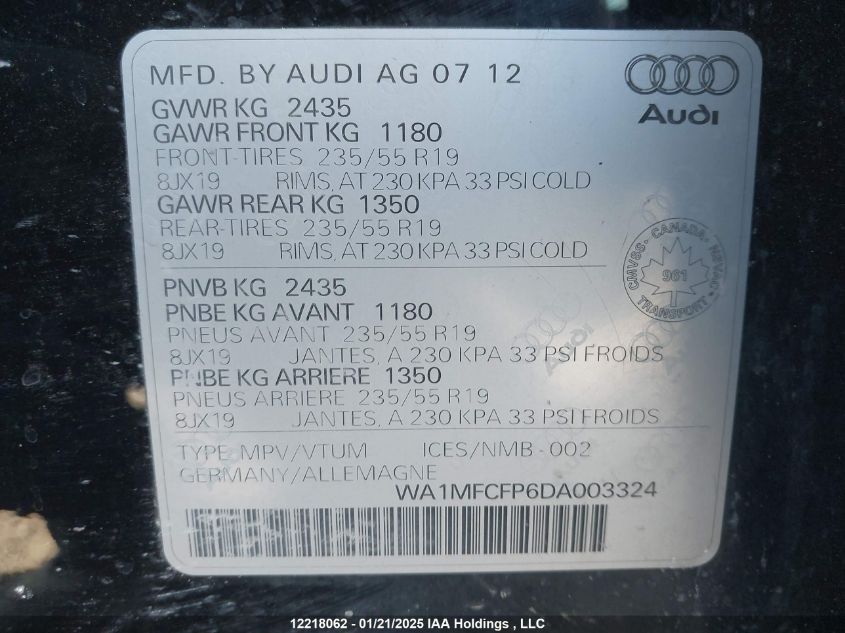 MFD. BY AUDI AG 07 12
Audi
GVWR KG 2435
GAWR FRONT KG 1180
FRONT-TIRES 235/55 R19
8JX19 RIMS, AT 230 KPA 33 PSI COLD
GAWR REAR KG 1350
REAR-TIRES 235/55 R19
8JX19 RIMS, AT 230 KPA 33 PSI COLD
CMVSS - CANADA - NSVAC
961
TRANSPORT
PNVB KG 2435
PNBE KG AVANT 1180
PNEUS AVANT 235/55 R19
8JX19 JANTES, A 230 KPA 33 PSI FROIDS
PNBE KG ARRIERE 1350
PNEUS ARRIERE 235/55 R19
8JX19 JANTES, A 230 KPA 33 PSI FROIDS
Audi
TYPE MPV/VTUM ICES/NMB-002
GERMANY/ALLEMAGNE
WA1MFCFP6DA003324
12218062 - 01/21/2025 IAA Holdings , LLC